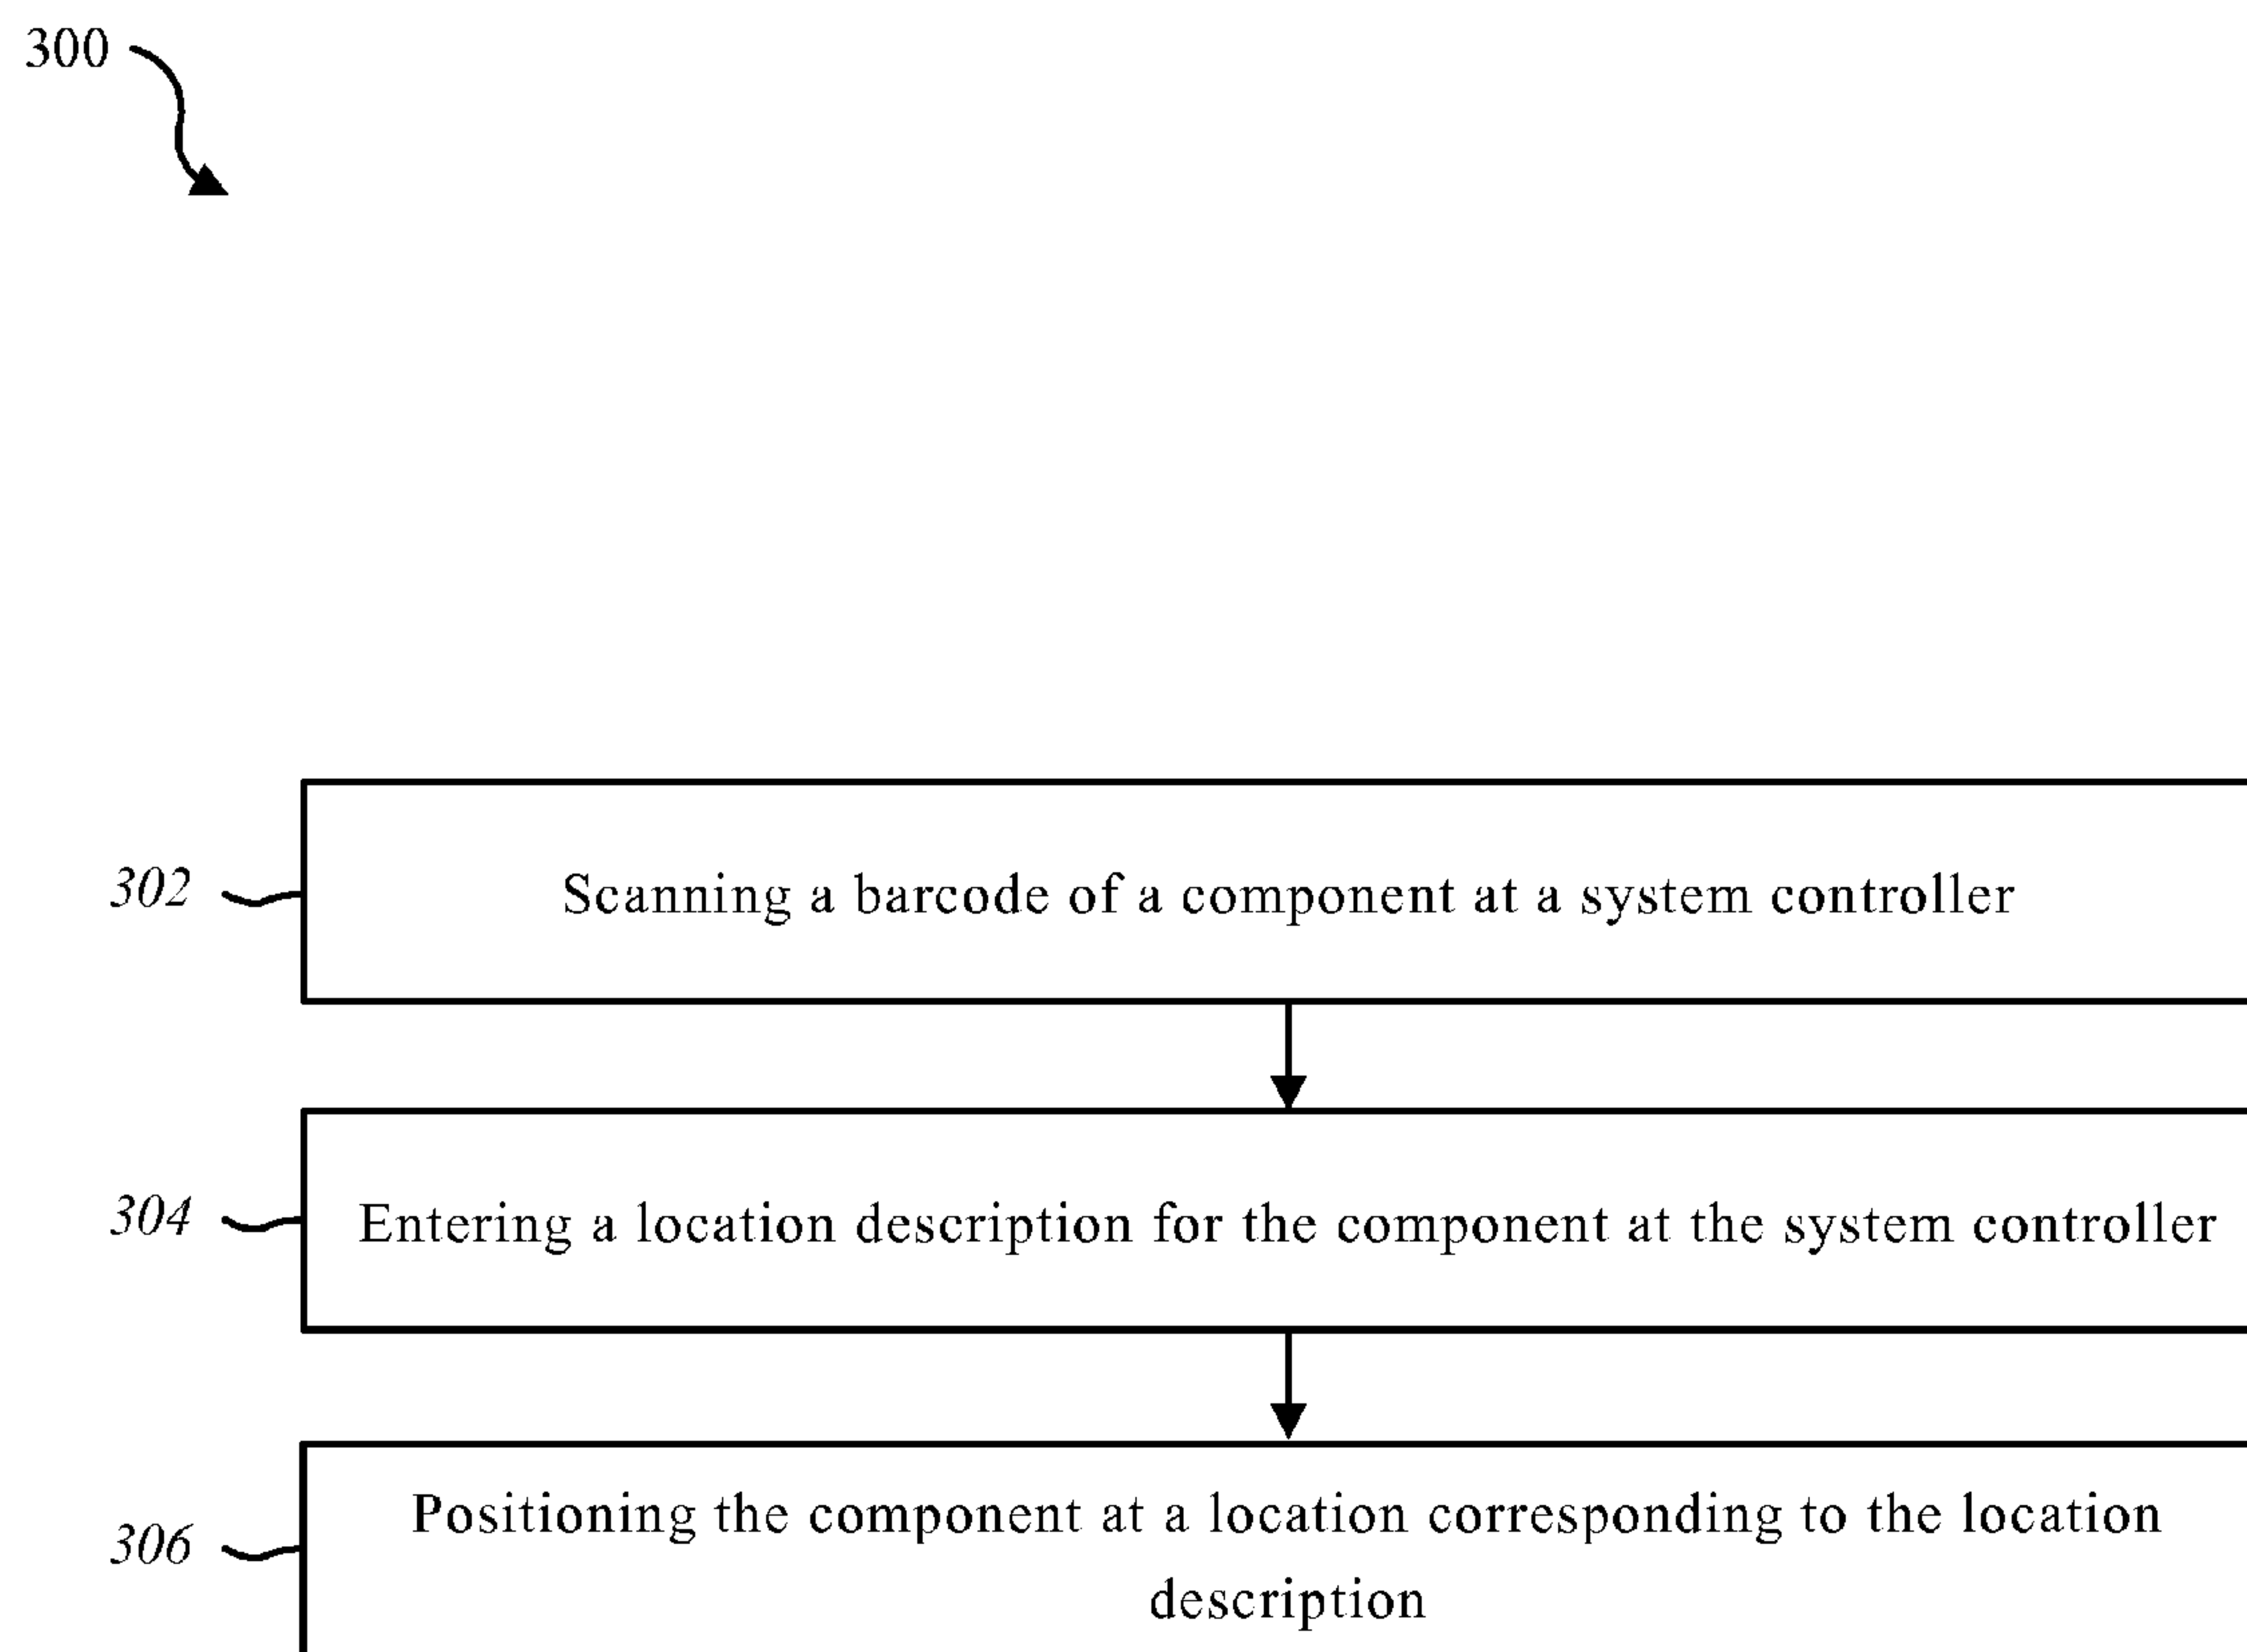 300
302
Scanning a barcode of a component at a system controller
304
Entering a location description for the component at the system controller
306
Positioning the component at a location corresponding to the location
description